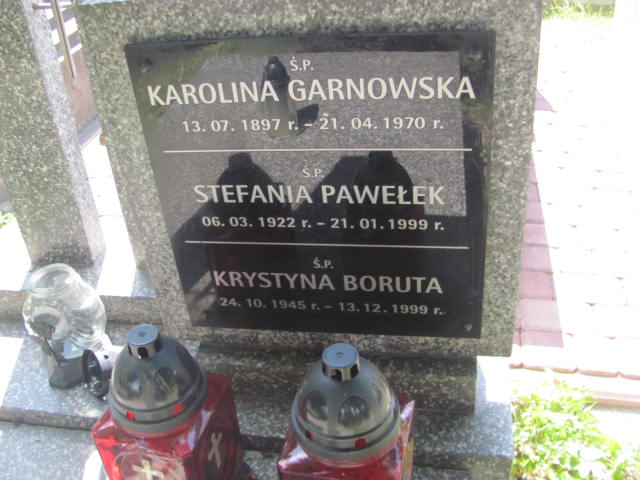 Ś.P.
KAROLINA GARNOWSKA
13. 07. 1897 r. – 21. 04. 1970 r.
Ś.P.
STEFANIA PAWEŁEK
06. 03. 1922 r. – 21. 01. 1999 r.
Ś.P.
KRYSTYNA BORUTA
24. 10. 1945 r. – 13. 12. 1999 r.